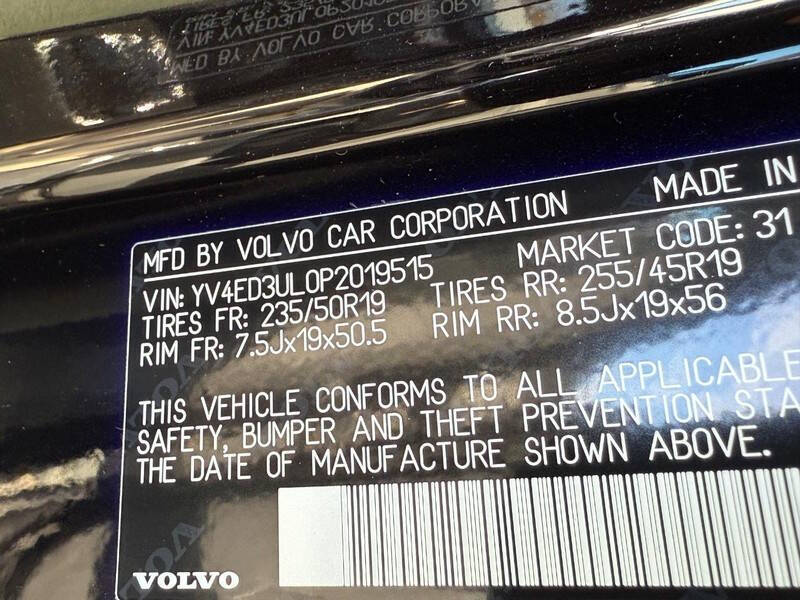 MFD BY VOLVO CAR CORPORATION MADE IN
VIN: YV4ED3UL0P2019515 MARKET CODE: 31
TIRES FR: 235/50R19 TIRES RR: 255/45R19
RIM FR: 7.5Jx19x50.5 RIM RR: 8.5Jx19x56
THIS VEHICLE CONFORMS TO ALL APPLICABLE
SAFETY, BUMPER AND THEFT PREVENTION STA
THE DATE OF MANUFACTURE SHOWN ABOVE.
VOLVO